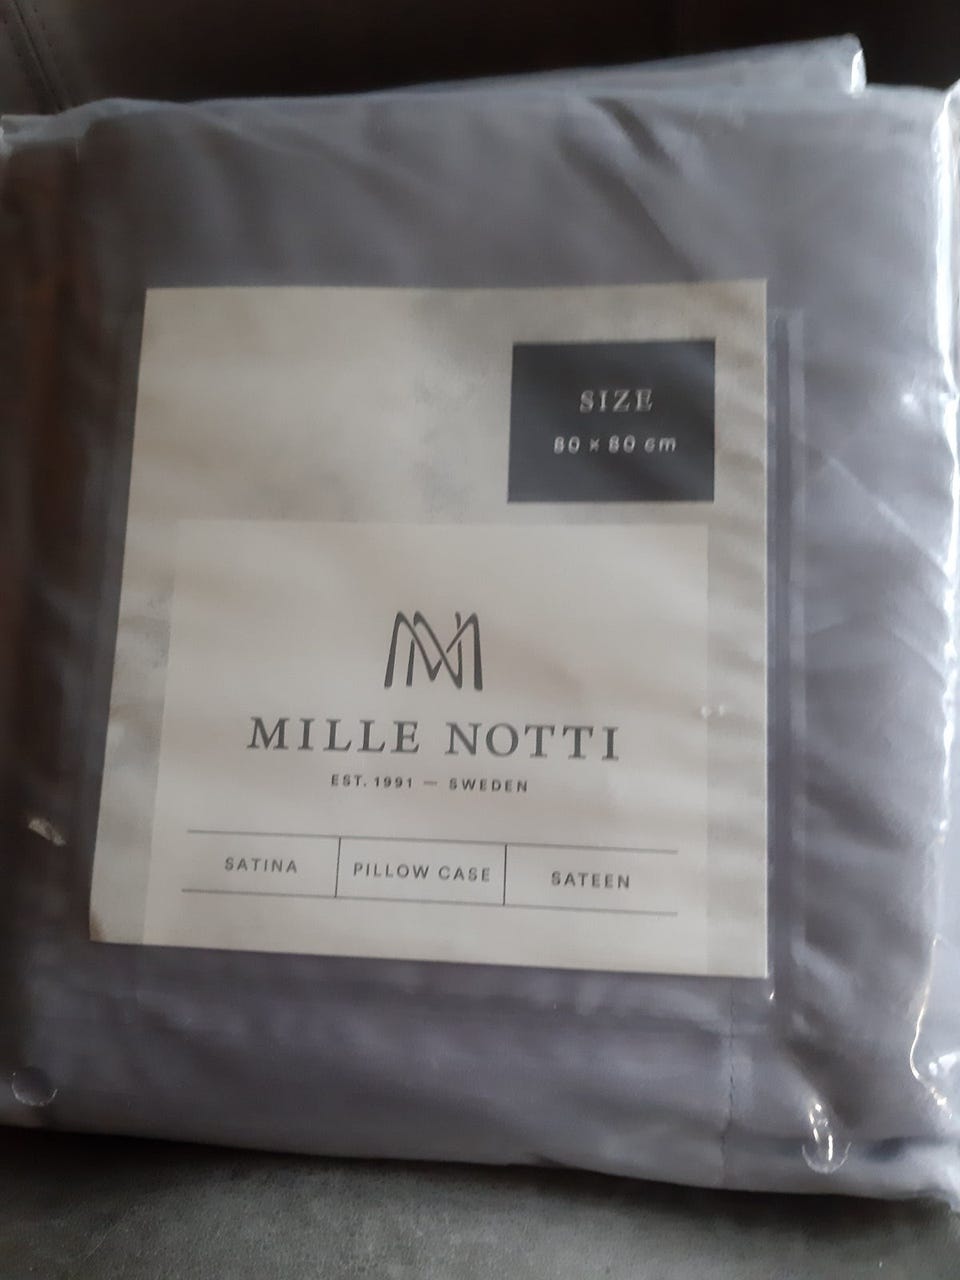 SIZE
80 × 80 cm
MILLE NOTTI
EST. 1991 — SWEDEN
SATINA
PILLOW CASE
SATEEN